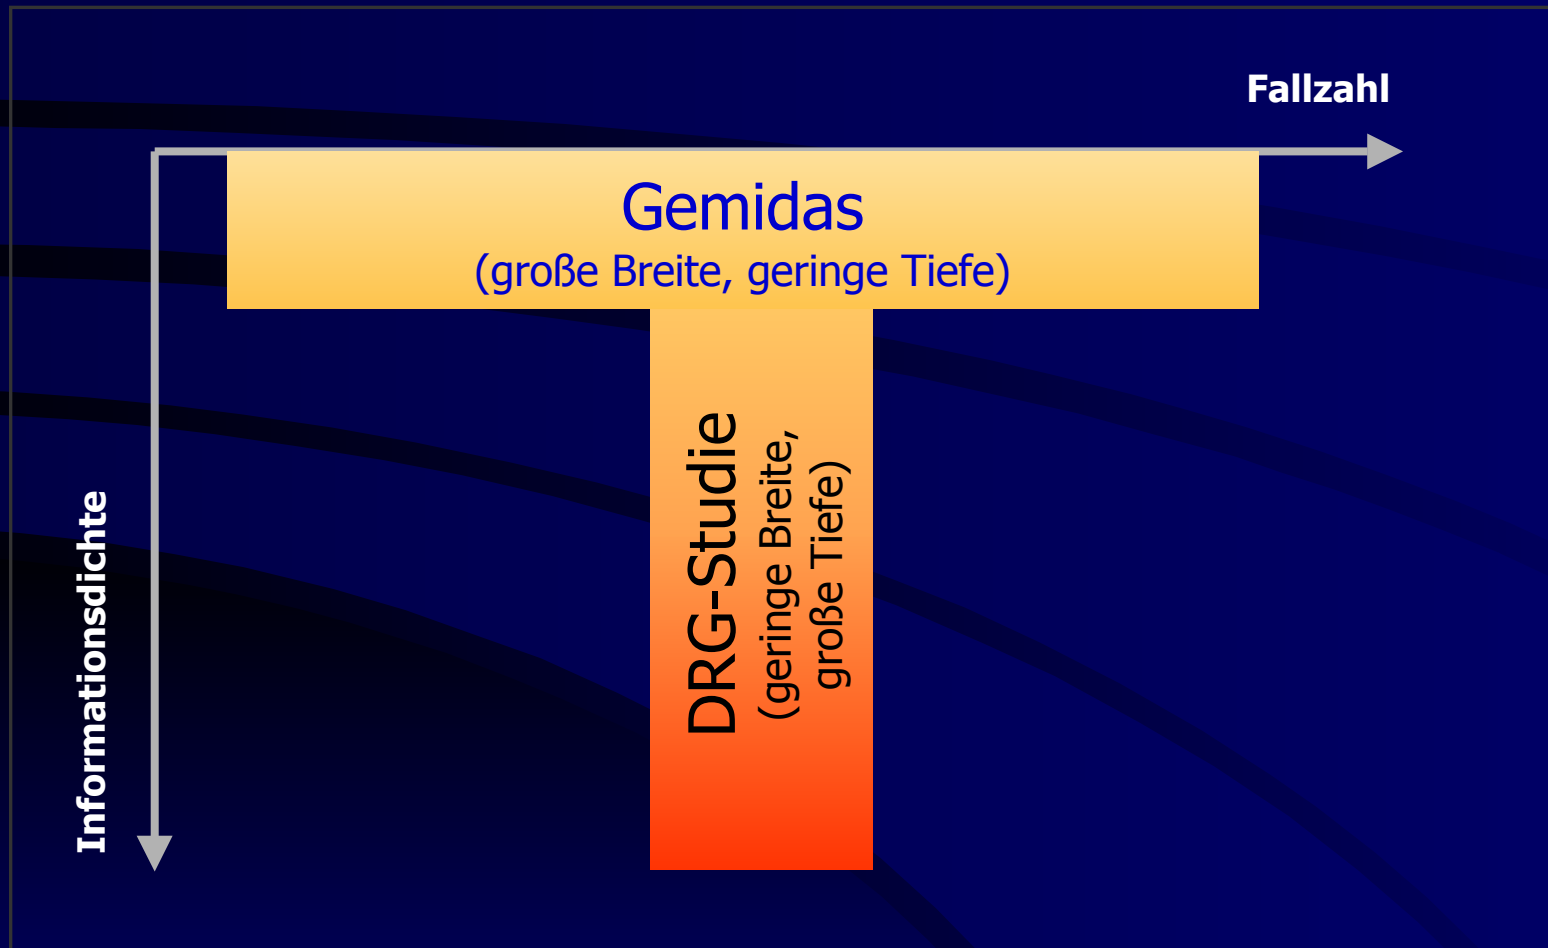 Fallzahl
Gemidas
(große Breite, geringe Tiefe)
Informationsdichte
DRG-Studie
(geringe Breite,
große Tiefe)